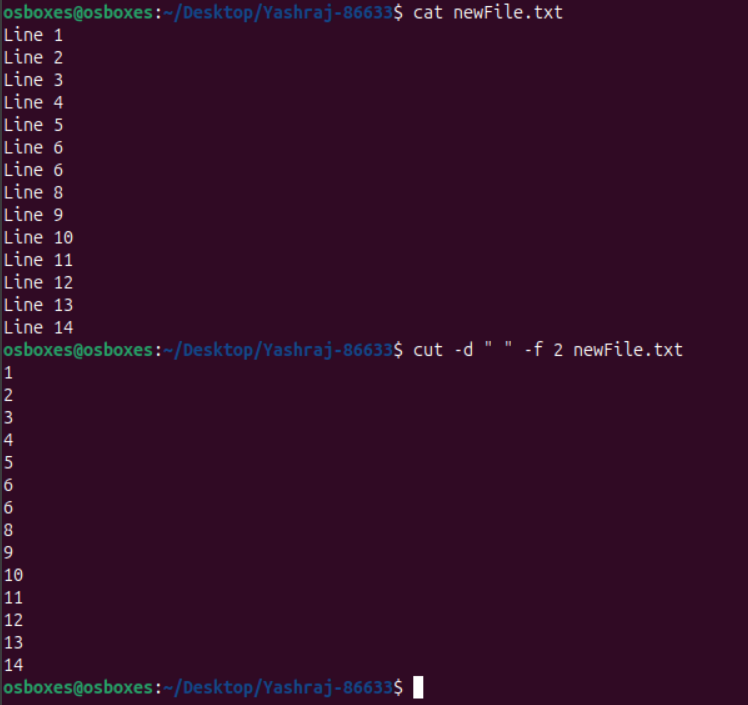 osboxes@osboxes:~/Desktop/Yashraj-86633$ cat newFile.txt
Line 1
Line 2
Line 3
Line 4
Line 5
Line 6
Line 6
Line 8
Line 9
Line 10
Line 11
Line 12
Line 13
Line 14
osboxes@osboxes:~/Desktop/Yashraj-86633$ cut -d " " -f 2 newFile.txt
1
2
3
4
5
6
6
8
9
10
11
12
13
14
osboxes@osboxes:~/Desktop/Yashraj-86633$